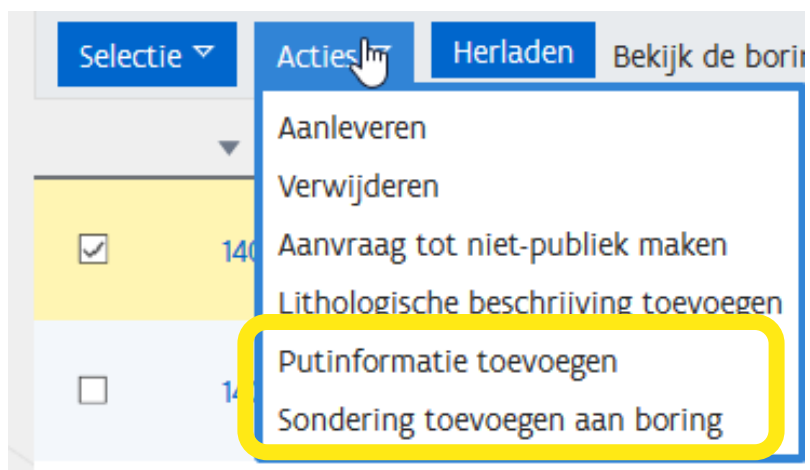 Selectie Acties Herladen Bekijk de
Aanleveren
Verwijderen
Aanvraag tot niet-publiek maken
Lithologische beschrijving toevoegen
Putinformatie toevoegen
Sondering toevoegen aan boring